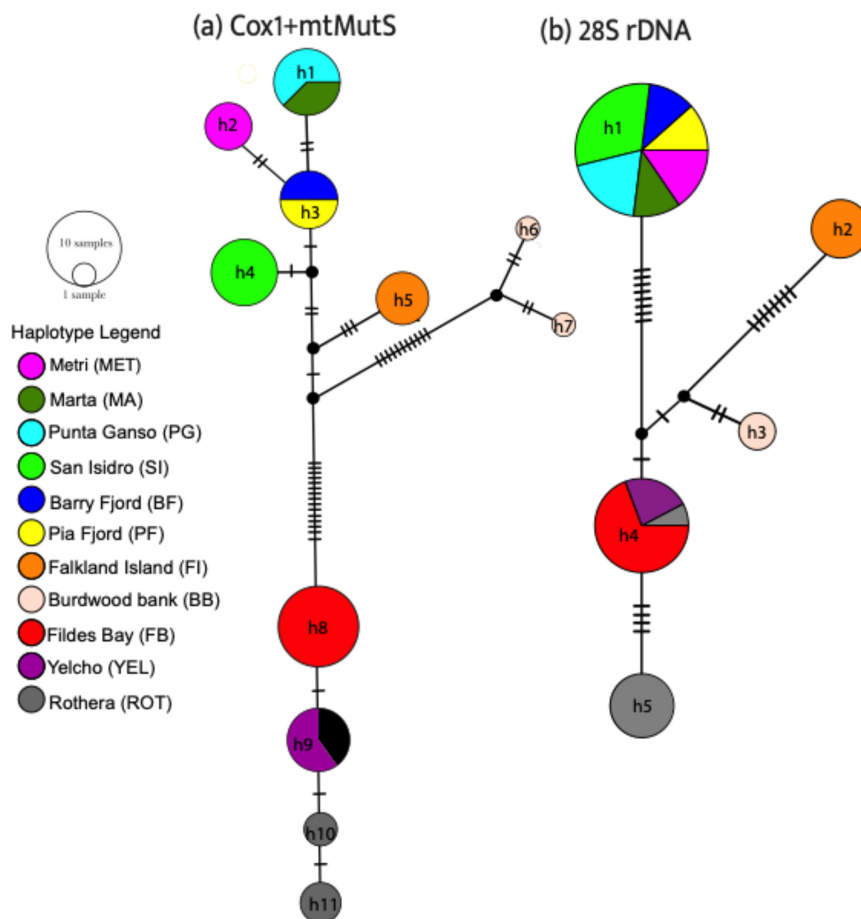 (a) Cox1+mtMutS
(b) 28S rDNA
h1
h2
h3
h4
h5
h6
h7
h8
h9
h10
h11
10 samples
1 sample
Haplotype Legend
Metri (MET)
Marta (MA)
Punta Ganso (PG)
San Isidro (SI)
Barry Fjord (BF)
Pia Fjord (PF)
Falkland Island (FI)
Burdwood bank (BB)
Fildes Bay (FB)
Yelcho (YEL)
Rothera (ROT)
h1
h2
h3
h4
h5